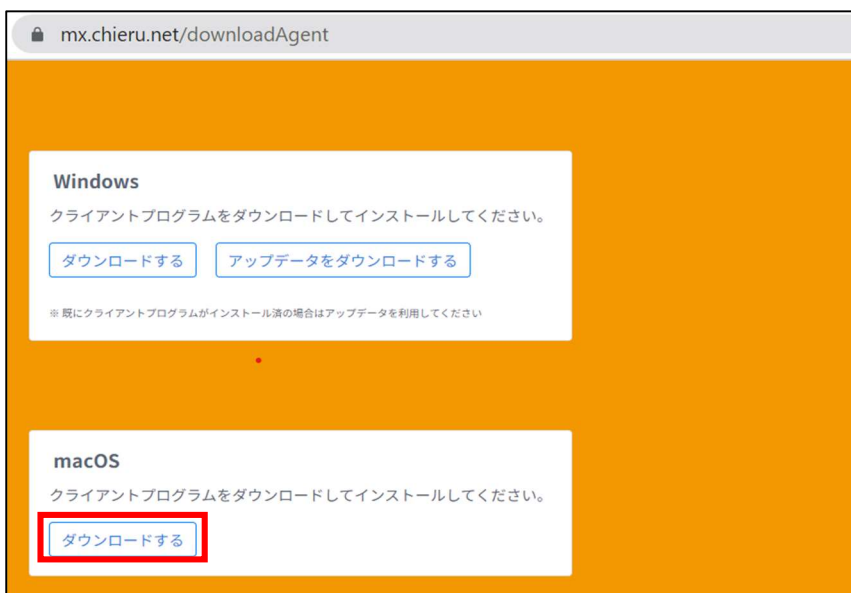 mx.chieru.net/downloadAgent
Windows
クライアントプログラムをダウンロードしてインストールしてください。
ダウンロードする
アップデータをダウンロードする
※ 既にクライアントプログラムがインストール済の場合はアップデータを利用してください
macOS
クライアントプログラムをダウンロードしてインストールしてください。
ダウンロードする